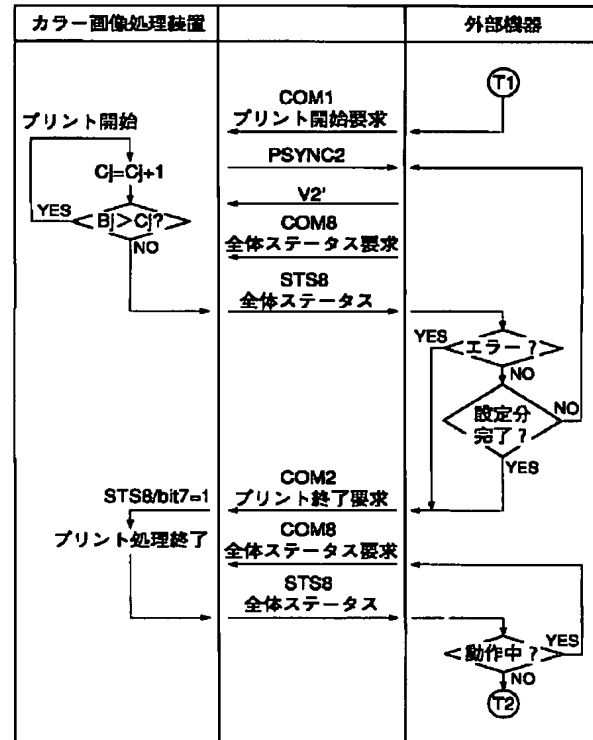 カラー画像処理装置
外部機器
T1
COM1
プリント開始要求
プリント開始
PSYNC2
Cj=Cj+1
V2'
YES
Bj>Cj?
NO
COM8
全体ステータス要求
STS8
全体ステータス
YES
エラー?
NO
設定分
完了?
NO
YES
COM2
プリント終了要求
STS8/bit7=1
プリント処理終了
COM8
全体ステータス要求
STS8
全体ステータス
動作中?
YES
NO
T2